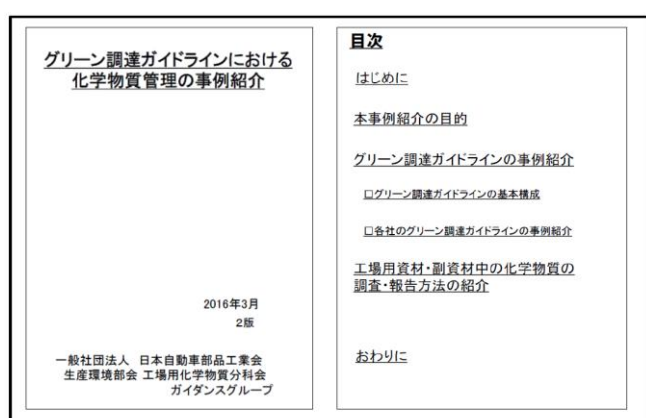 グリーン調達ガイドラインにおける
化学物質管理の事例紹介
2016年3月
2版
一般社団法人 日本自動車部品工業会
生産環境部会 工場用化学物質分科会
ガイダンスグループ
目次
はじめに
本事例紹介の目的
グリーン調達ガイドラインの事例紹介
□グリーン調達ガイドラインの基本構成
□各社のグリーン調達ガイドラインの事例紹介
工場用資材・副資材中の化学物質の
調査・報告方法の紹介
おわりに